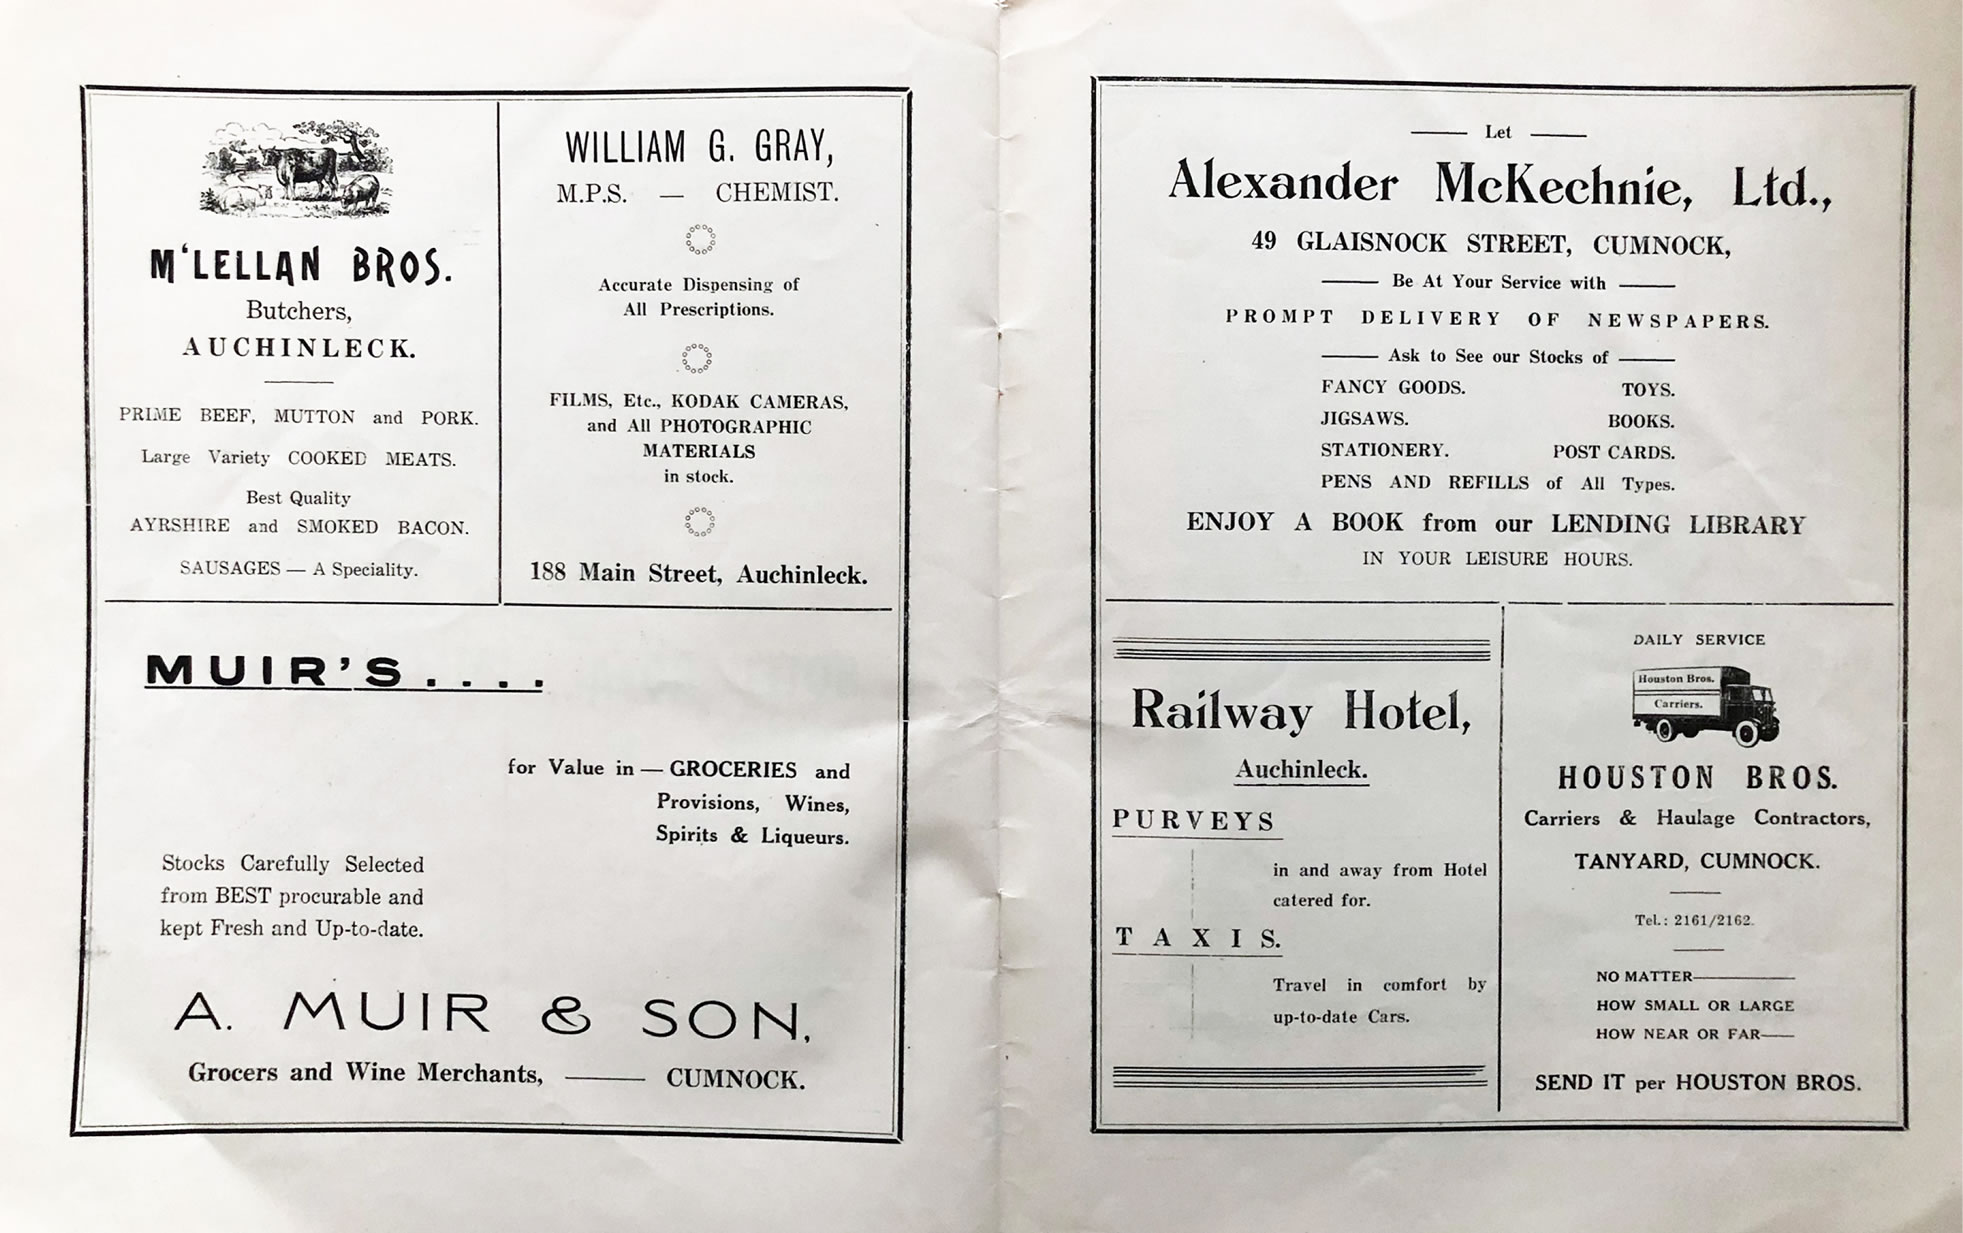 M'LELLAN BROS.
Butchers,
AUCHINLECK.
PRIME BEEF, MUTTON and PORK.
Large Variety COOKED MEATS.
Best Quality
AYRSHIRE and SMOKED BACON.
SAUSAGES — A Speciality.
WILLIAM G. GRAY,
M.P.S. — CHEMIST.
Accurate Dispensing of
All Prescriptions.
FILMS, Etc., KODAK CAMERAS,
and All PHOTOGRAPHIC
MATERIALS
in stock.
188 Main Street, Auchinleck.
MUIR'S....
for Value in — GROCERIES and
Provisions, Wines,
Spirits & Liqueurs.
Stocks Carefully Selected
from BEST procurable and
kept Fresh and Up-to-date.
A. MUIR & SON,
Grocers and Wine Merchants, —— CUMNOCK.
—— Let ——
Alexander McKechnie, Ltd.,
49 GLAISNOCK STREET, CUMNOCK,
—— Be At Your Service with ——
PROMPT DELIVERY OF NEWSPAPERS.
—— Ask to See our Stocks of ——
FANCY GOODS. TOYS.
JIGSAWS. BOOKS.
STATIONERY. POST CARDS.
PENS AND REFILLS of All Types.
ENJOY A BOOK from our LENDING LIBRARY
IN YOUR LEISURE HOURS.
Railway Hotel,
Auchinleck.
PURVEYS
in and away from Hotel
catered for.
TAXIS.
Travel in comfort by
up-to-date Cars.
DAILY SERVICE
Houston Bros.
Carriers.
HOUSTON BROS.
Carriers & Haulage Contractors,
TANYARD, CUMNOCK.
Tel.: 2161/2162.
NO MATTER——
HOW SMALL OR LARGE
HOW NEAR OR FAR——
SEND IT per HOUSTON BROS.